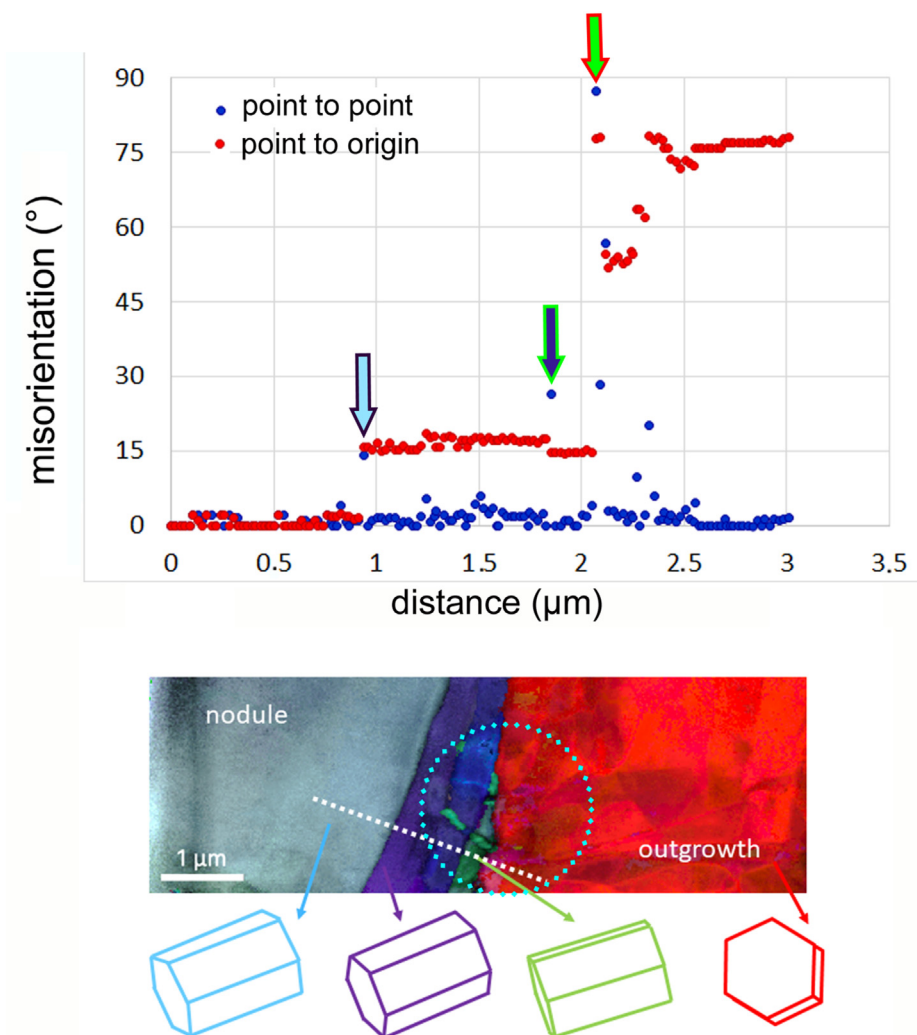 90
point to point
point to origin
75
60
45
30
15
0
misorientation (°)
0 0.5 1 1.5 2 2.5 3 3.5
distance (μm)
nodule
outgrowth
1 μm